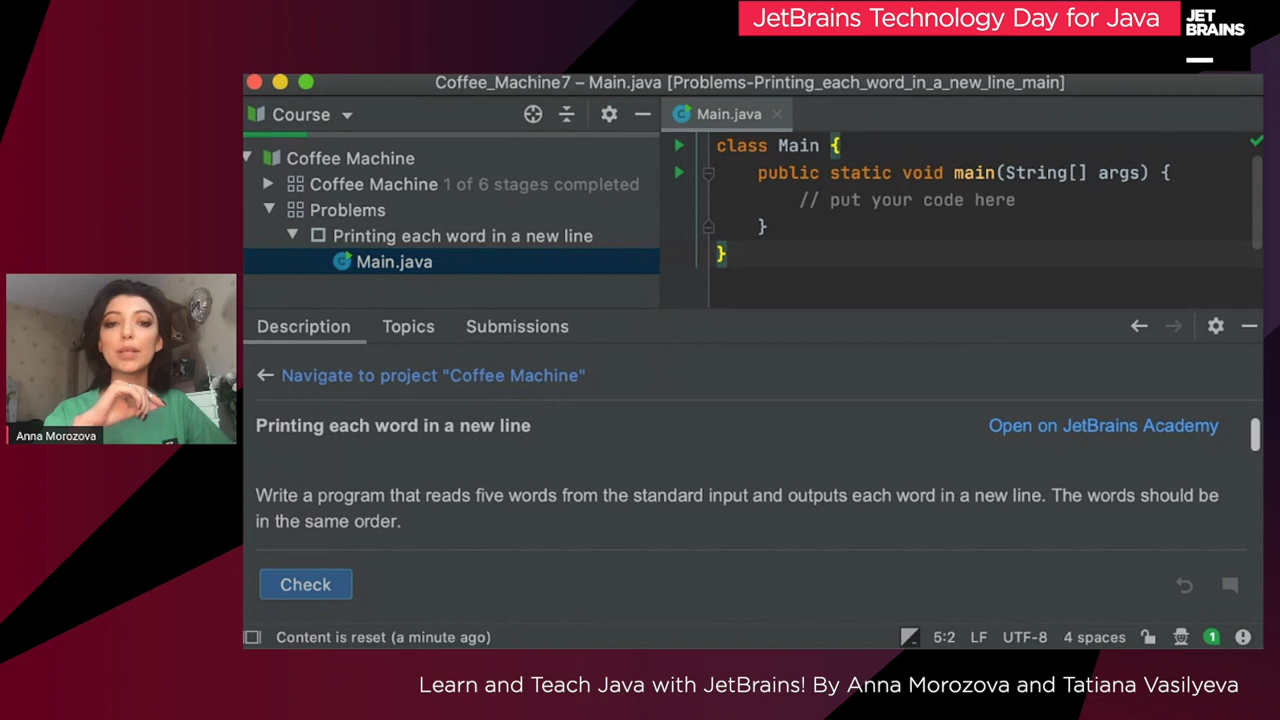 JetBrains Technology Day for Java
JET
BRAINS
Coffee_Machine7 – Main.java [Problems-Printing_each_word_in_a_new_line_main]
Course
Main.java
Coffee Machine
Coffee Machine 1 of 6 stages completed
Problems
Printing each word in a new line
Main.java
class Main {
public static void main(String[] args) {
// put your code here
}
}
Anna Morozova
Description Topics Submissions
Navigate to project "Coffee Machine"
Printing each word in a new line
Open on JetBrains Academy
Write a program that reads five words from the standard input and outputs each word in a new line. The words should be
in the same order.
Check
Content is reset (a minute ago)
5:2 LF UTF-8 4 spaces 1
Learn and Teach Java with JetBrains! By Anna Morozova and Tatiana Vasilyeva